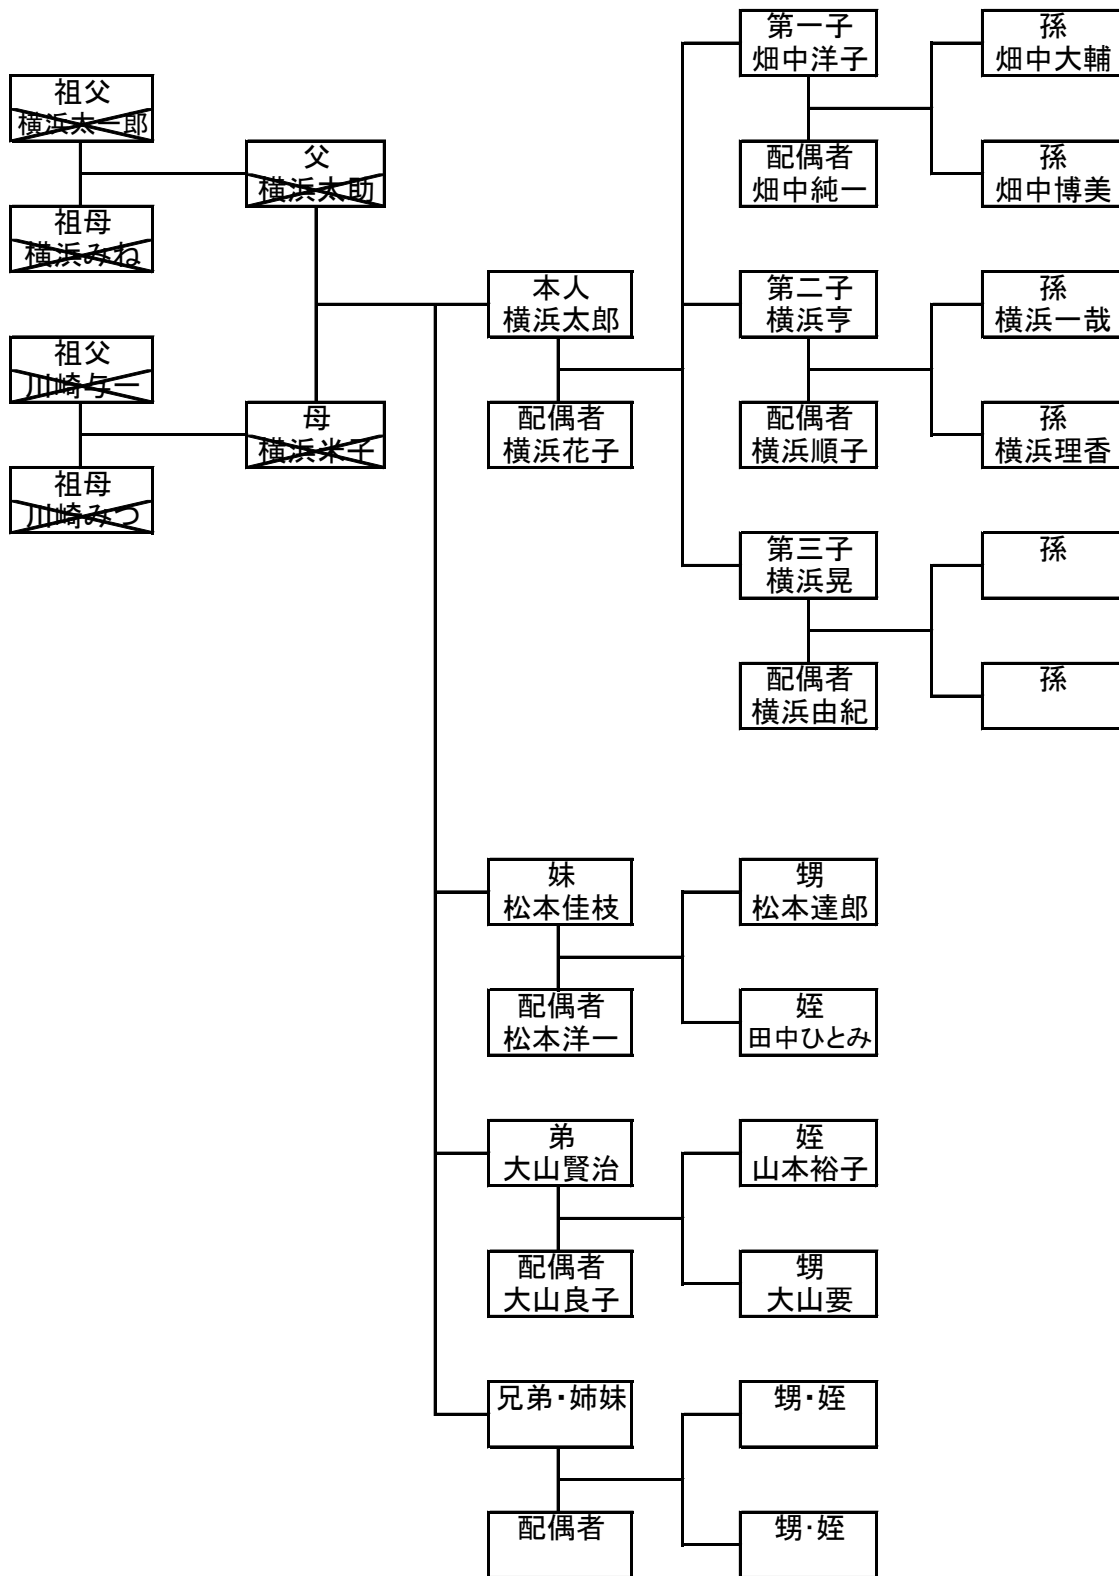 祖父
横浜太一郎
祖母
横浜みね
祖父
川崎与一
祖母
川崎みつ
父
横浜太助
母
横浜米子
本人
横浜太郎
配偶者
横浜花子
第一子
畑中洋子
配偶者
畑中純一
孫
畑中大輔
孫
畑中博美
第二子
横浜亨
配偶者
横浜順子
孫
横浜一哉
孫
横浜理香
第三子
横浜晃
配偶者
横浜由紀
孫
孫
妹
松本佳枝
配偶者
松本洋一
甥
松本達郎
姪
田中ひとみ
弟
大山賢治
配偶者
大山良子
姪
山本裕子
甥
大山要
兄弟・姉妹
配偶者
甥・姪
甥・姪